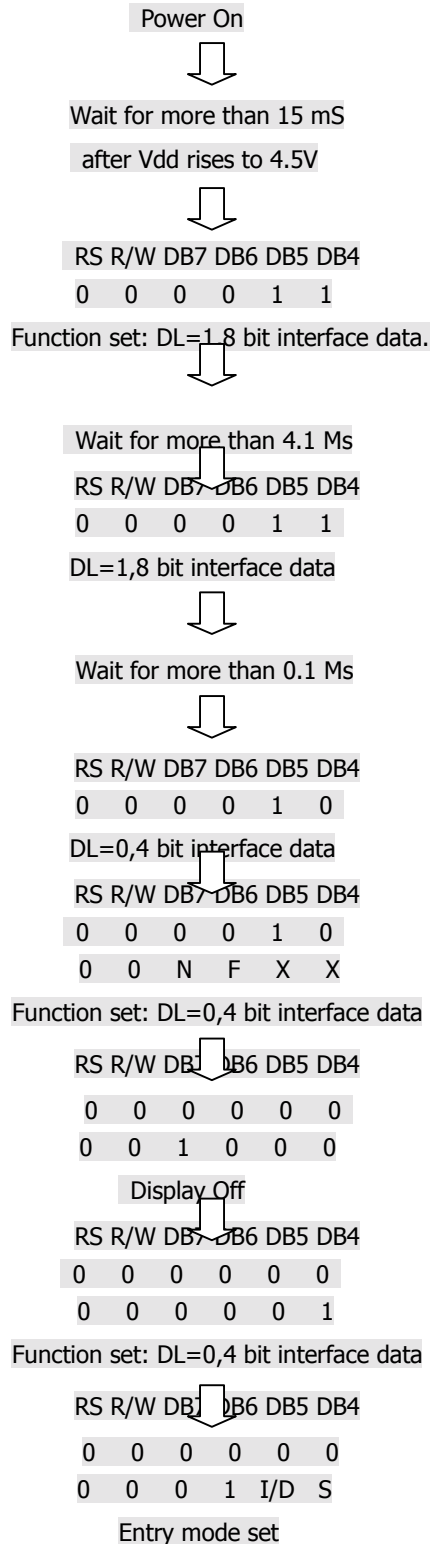 Power On
Wait for more than 15 mS
after Vdd rises to 4.5V
RS R/W DB7 DB6 DB5 DB4
0 0 0 0 1 1
Function set: DL=1,8 bit interface data.
Wait for more than 4.1 Ms
RS R/W DB7 DB6 DB5 DB4
0 0 0 0 1 1
DL=1,8 bit interface data
Wait for more than 0.1 Ms
RS R/W DB7 DB6 DB5 DB4
0 0 0 0 1 0
DL=0,4 bit interface data
RS R/W DB7 DB6 DB5 DB4
0 0 0 0 1 0
0 0 N F X X
Function set: DL=0,4 bit interface data
RS R/W DB7 DB6 DB5 DB4
0 0 0 0 0 0
0 0 1 0 0 0
Display Off
RS R/W DB7 DB6 DB5 DB4
0 0 0 0 0 0
0 0 0 0 0 1
Function set: DL=0,4 bit interface data
RS R/W DB7 DB6 DB5 DB4
0 0 0 0 0 0
0 0 0 1 I/D S
Entry mode set